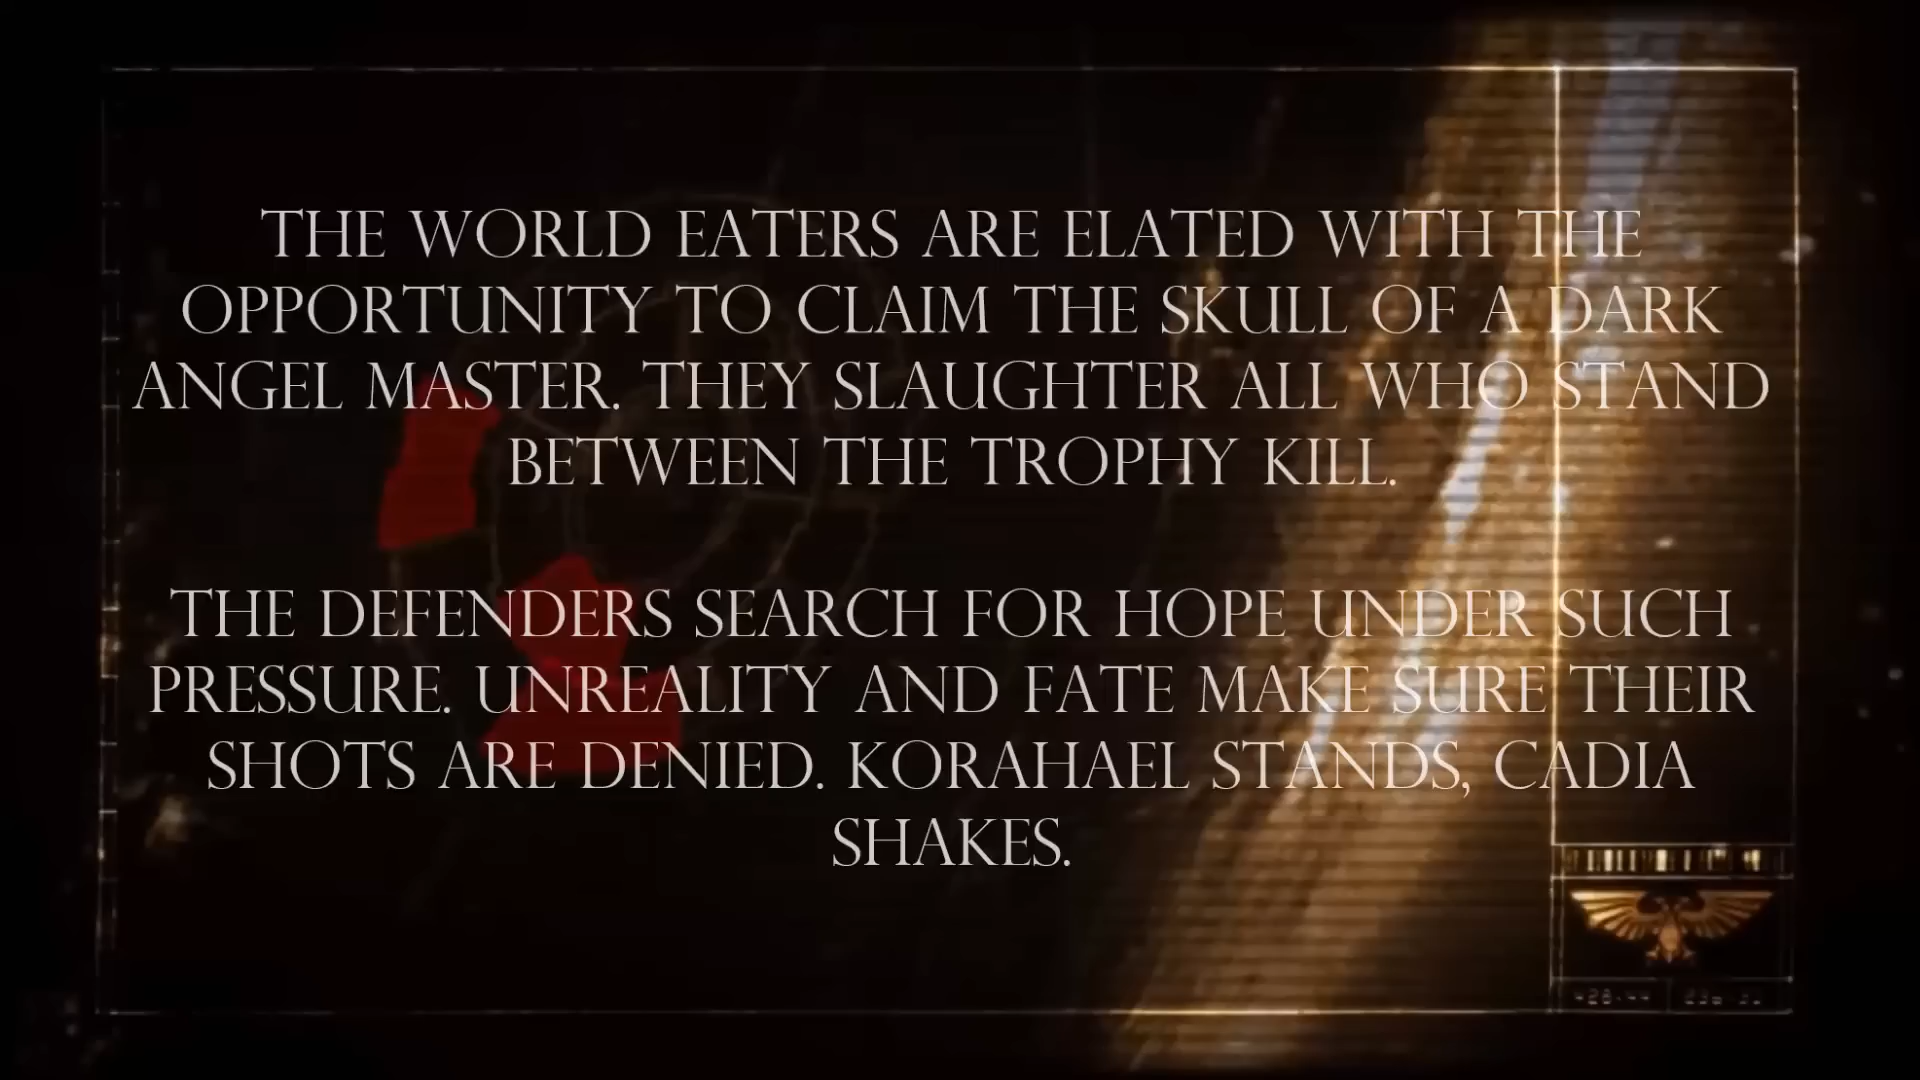 THE WORLD EATERS ARE ELATED WITH THE
OPPORTUNITY TO CLAIM THE SKULL OF A DARK
ANGEL MASTER. THEY SLAUGHTER ALL WHO STAND
BETWEEN THE TROPHY KILL.
THE DEFENDERS SEARCH FOR HOPE UNDER SUCH
PRESSURE. UNREALITY AND FATE MAKE SURE THEIR
SHOTS ARE DENIED. KORAHAEL STANDS, CADIA
SHAKES.